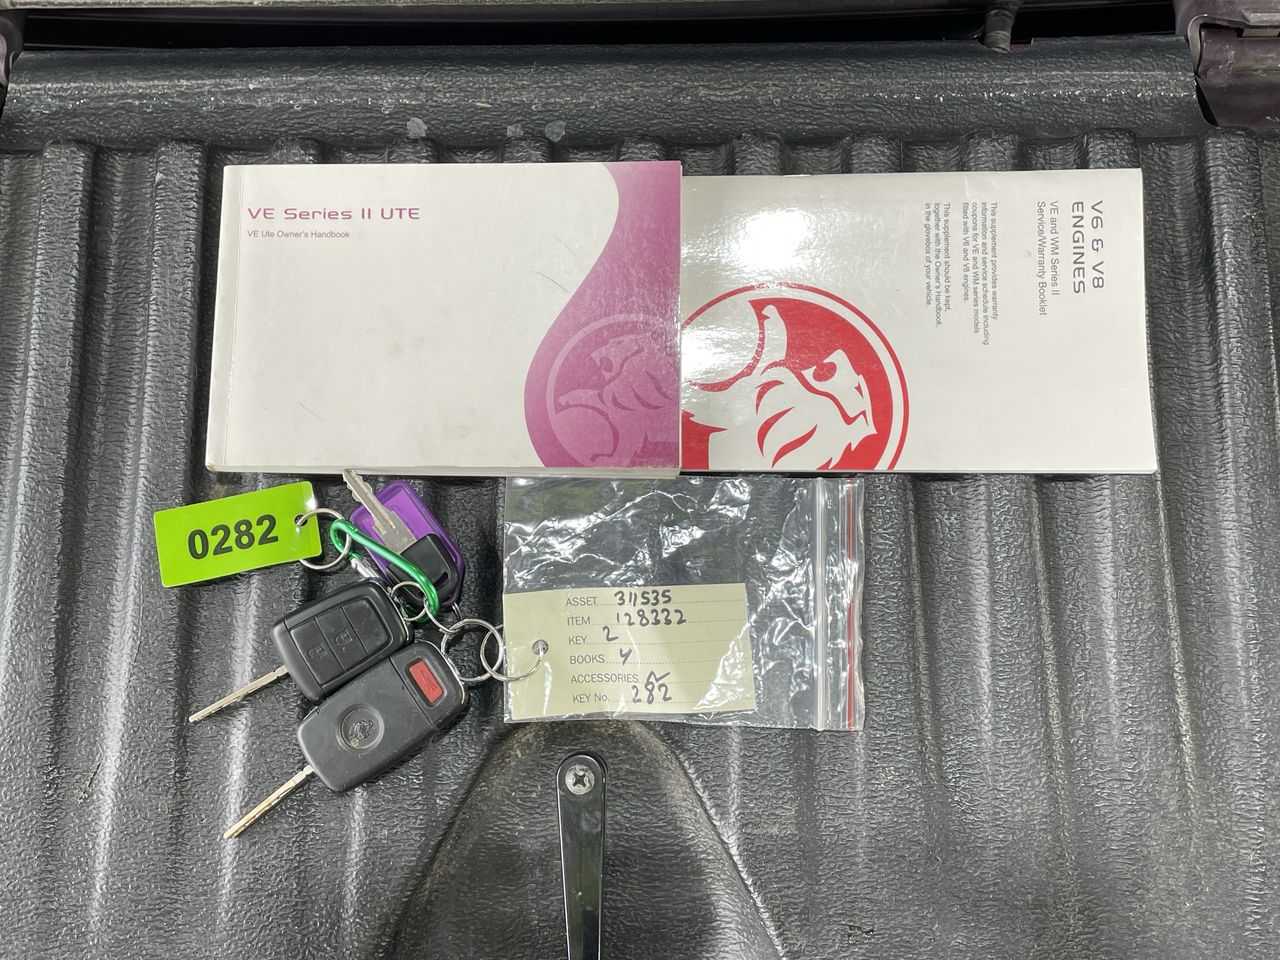 VE Series II UTE
VE Ute Owner's Handbook
V6 & V8
ENGINES
VE and WM Series II
Service/Warranty Booklet
This supplement provides warranty
information and service schedule including
coupons for VE and WM series models
fitted with V6 and V8 engines.
This supplement should be kept,
together with the Owner's Handbook,
in the glovebox of your vehicle.
0282
ASSET 311535
ITEM 128332
KEY 2
BOOKS Y
ACCESSORIES
KEY No. 282